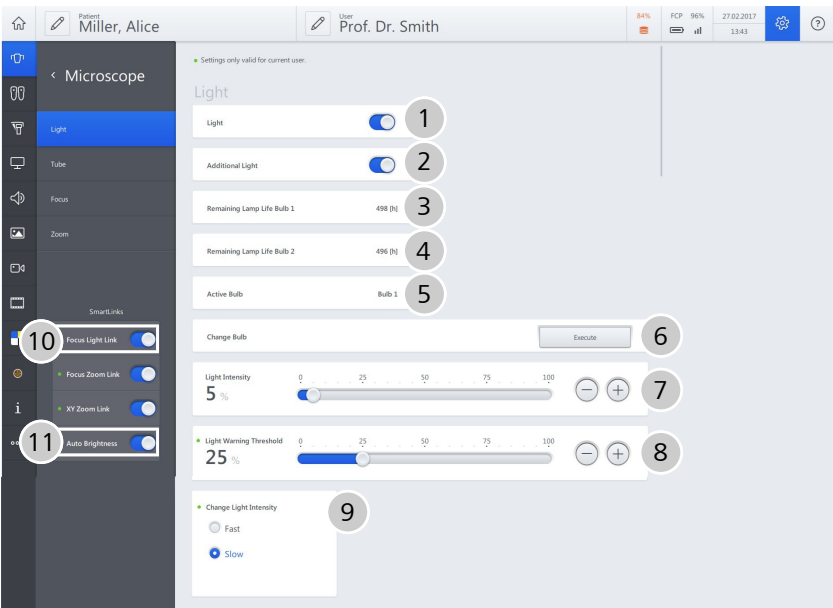 Patient
Miller, Alice
User
Prof. Dr. Smith
84%
FCP 96%
27.02.2017
13:43
?
< Microscope
Light
Tube
Focus
Zoom
SmartLinks
10 Focus Light Link
Focus Zoom Link
i XY Zoom Link
11 Auto Brightness
Settings only valid for current user.
Light
Light 1
Additional Light 2
Remaining Lamp Life Bulb 1 498 [h] 3
Remaining Lamp Life Bulb 2 496 [h] 4
Active Bulb Bulb 1 5
Change Bulb Execute 6
Light Intensity 0 25 50 75 100
5 % 7
Light Warning Threshold 0 25 50 75 100
25 % 8
Change Light Intensity 9
Fast
Slow